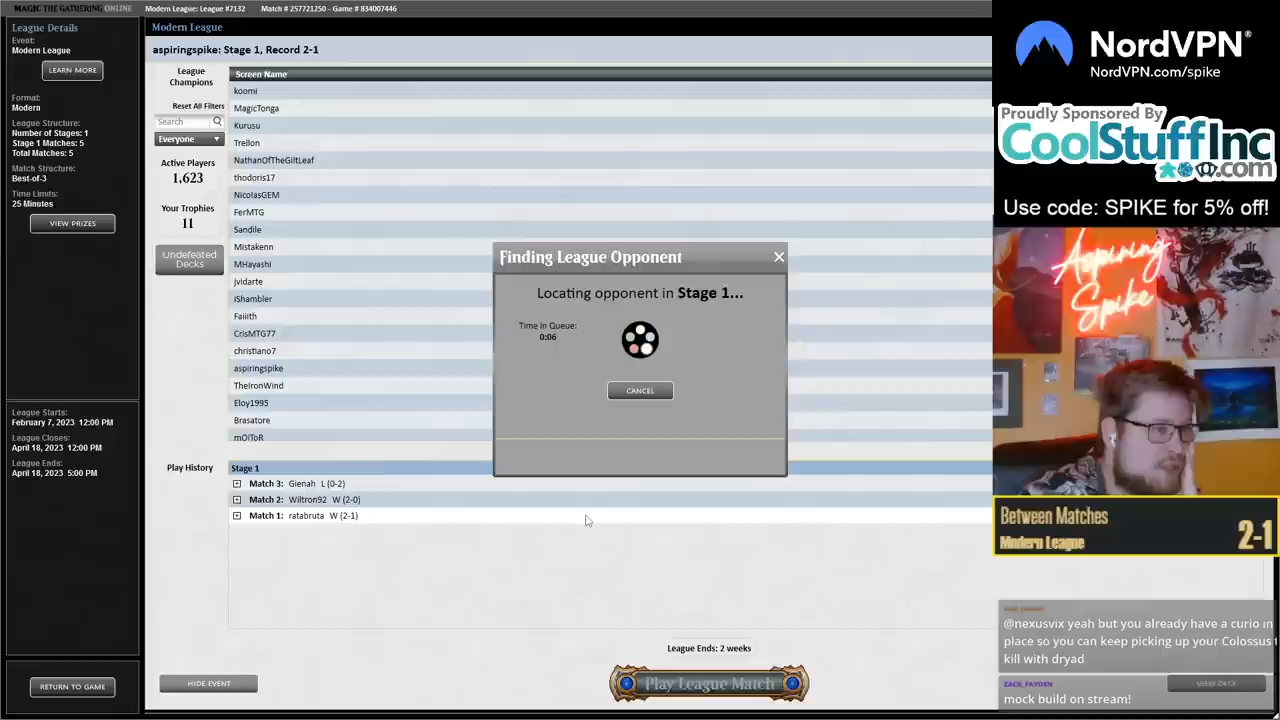 MAGIC THE GATHERING ONLINE
Modern League: League #7132
Match # 257721250 - Game # 834007446
League Details
Event:
Modern League
LEARN MORE
Format:
Modern
League Structure:
Number of Stages: 1
Stage 1 Matches: 5
Total Matches: 5
Match Structure:
Best-of-3
Time Limits:
25 Minutes
VIEW PRIZES
League Starts:
February 7, 2023 12:00 PM
League Closes:
April 18, 2023 12:00 PM
League Ends:
April 18, 2023 5:00 PM
RETURN TO GAME
Modern League
aspiringspike: Stage 1, Record 2-1
League
Champions
Reset All Filters
Search
Everyone
Active Players
1,623
Your Trophies
11
Undefeated
Decks
Screen Name
koomi
MagicTonga
Kurusu
Trellon
NathanOfTheGiltLeaf
thodoris17
NicolasGEM
FerMTG
Sandile
Mistakenn
MHayashi
jvidarte
iShambler
Faiiith
CrisMTG77
christiano7
aspiringspike
TheIronWind
Eloy1995
Brasatore
mOIToR
Finding League Opponent
Locating opponent in Stage 1...
Time in Queue:
0:06
CANCEL
Play History
Stage 1
Match 3: Gienah L (0-2)
Match 2: Wiltron92 W (2-0)
Match 1: ratabruta W (2-1)
League Ends: 2 weeks
HIDE EVENT
Play League Match
NordVPN®
NordVPN.com/spike
Proudly Sponsored By
CoolStuffInc
.com
Use code: SPIKE for 5% off!
Aspiring
Spike
Between Matches
Modern League
2-1
@nexusvix yeah but you already have a curio in
place so you can keep picking up your Colossus t
kill with dryad
ZACK_FAYDEN
VIEW DECK
mock build on stream!